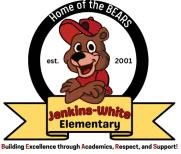 Home of the BEARS
est. 2001
Jenkins-White
Elementary
Building Excellence through Academics, Respect, and Support!